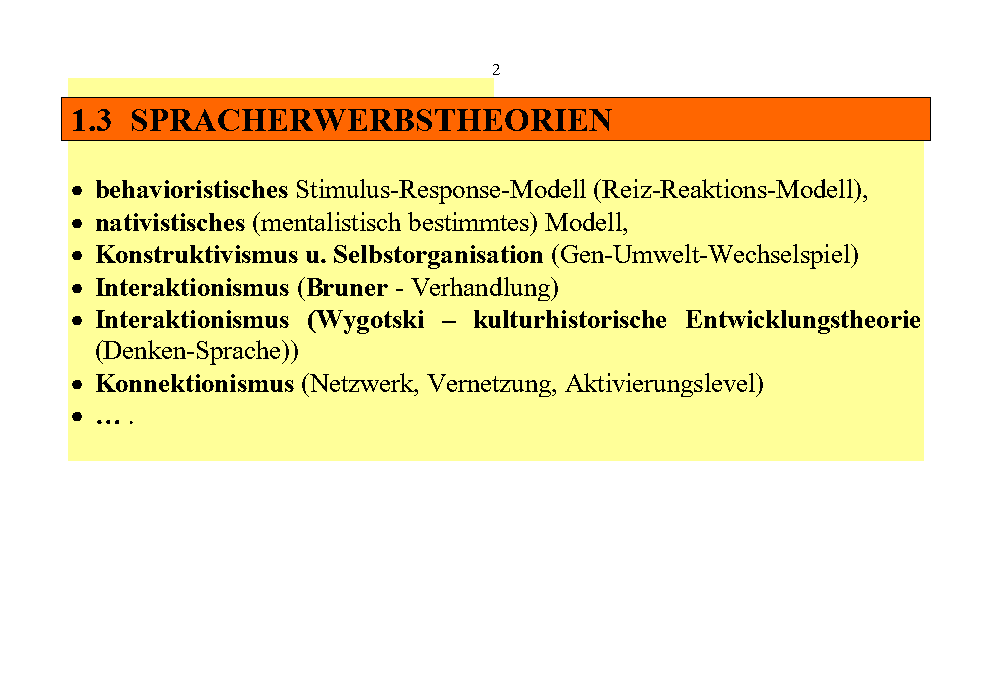 2
1.3 SPRACHERWERBSTHEORIEN
• behavioristisches Stimulus-Response-Modell (Reiz-Reaktions-Modell),
• nativistisches (mentalistisch bestimmtes) Modell,
• Konstruktivismus u. Selbstorganisation (Gen-Umwelt-Wechselspiel)
• Interaktionismus (Bruner - Verhandlung)
• Interaktionismus (Wygotski – kulturhistorische Entwicklungstheorie
(Denken-Sprache))
• Konnektionismus (Netzwerk, Vernetzung, Aktivierungslevel)
• … .